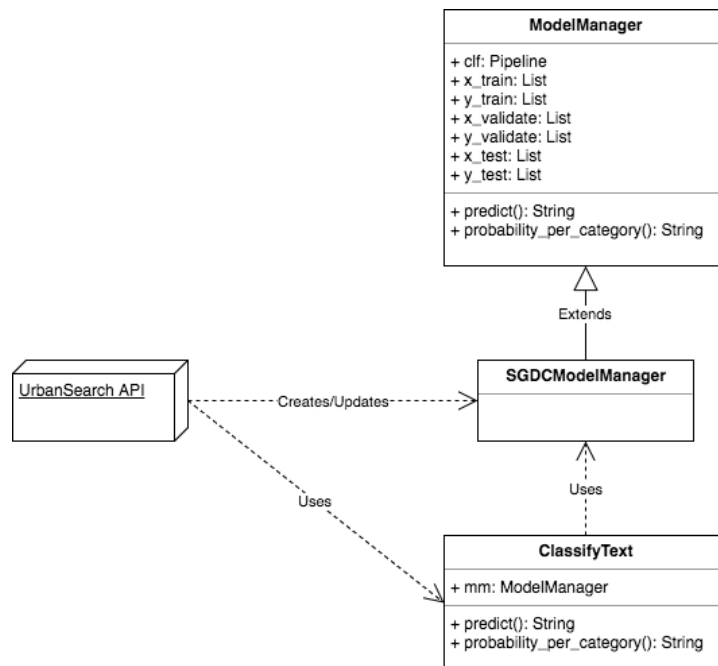 ModelManager
+ clf: Pipeline
+ x_train: List
+ y_train: List
+ x_validate: List
+ y_validate: List
+ x_test: List
+ y_test: List
+ predict(): String
+ probability_per_category(): String
Extends
UrbanSearch API
SGDCModelManager
Creates/Updates
Uses
Uses
ClassifyText
+ mm: ModelManager
+ predict(): String
+ probability_per_category(): String